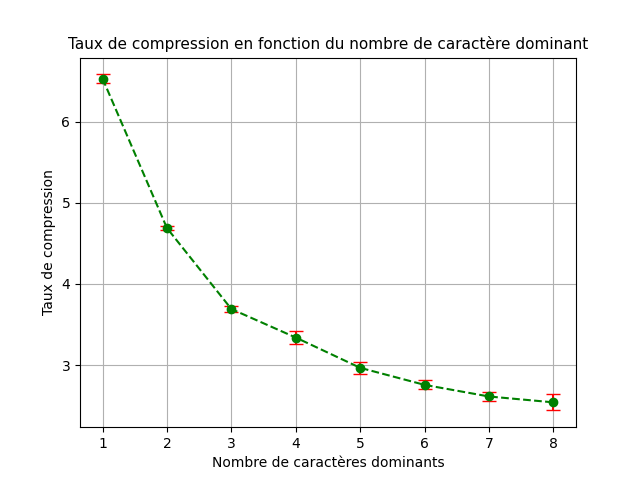 Taux de compression en fonction du nombre de caractère dominant
Taux de compression
6
5
4
3
1 2 3 4 5 6 7 8
Nombre de caractères dominants